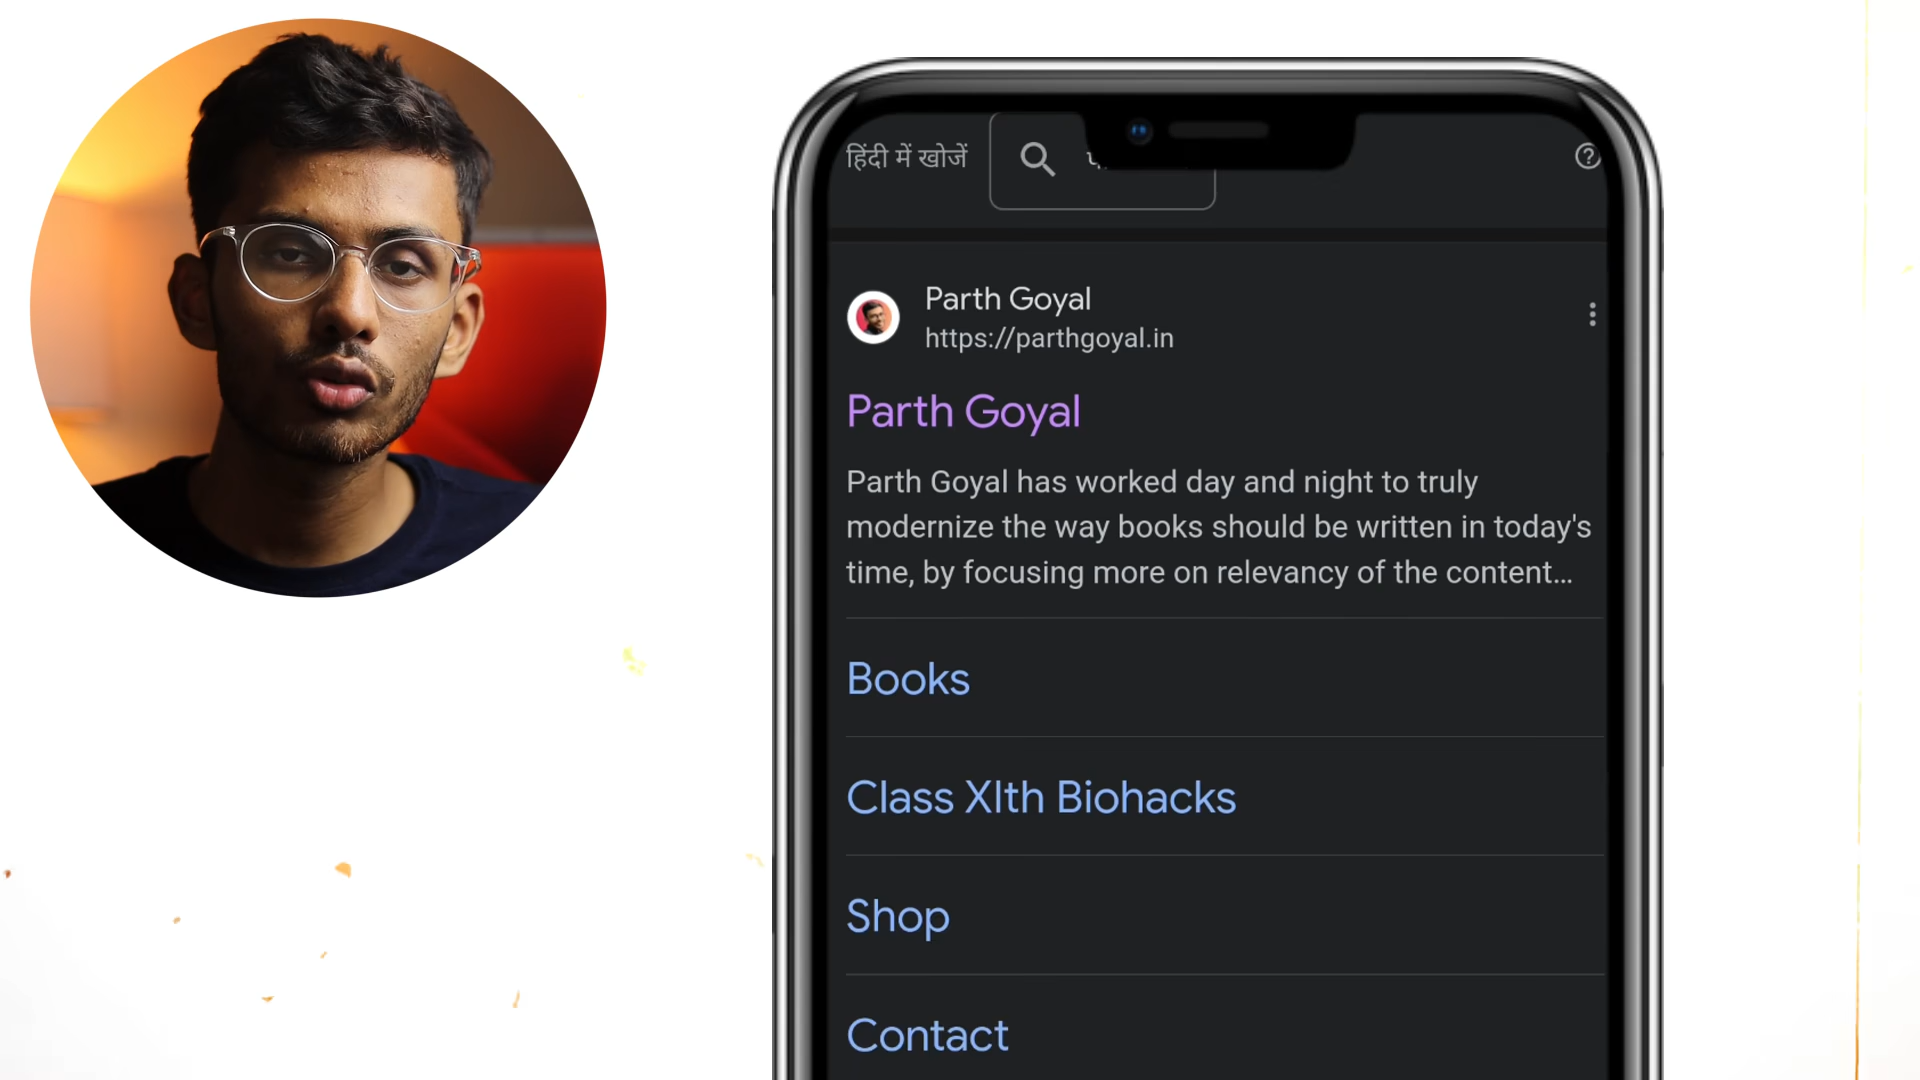 हिंदी में खोजें
Parth Goyal
https://parthgoyal.in
Parth Goyal
Parth Goyal has worked day and night to truly
modernize the way books should be written in today's
time, by focusing more on relevancy of the content...
Books
Class XIth Biohacks
Shop
Contact